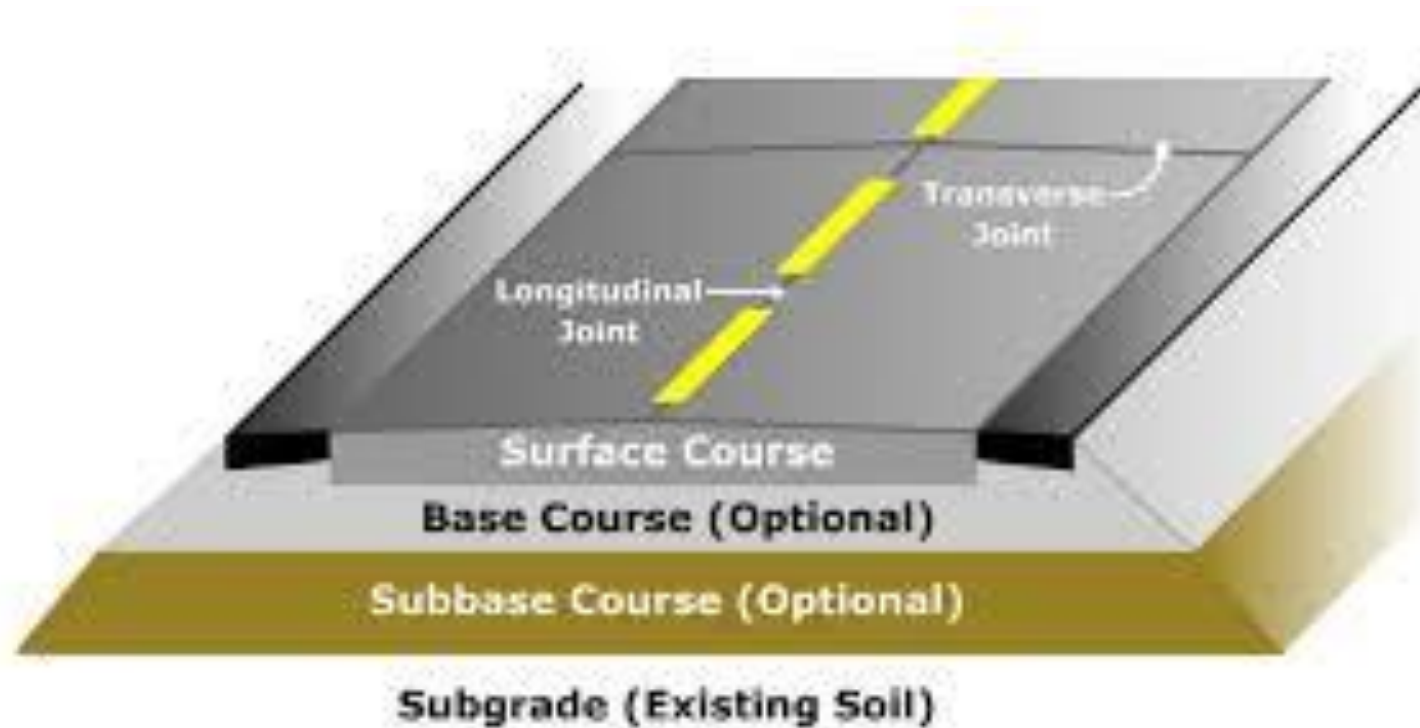 Transverse
Joint
Longitudinal
Joint
Surface Course
Base Course (Optional)
Subbase Course (Optional)
Subgrade (Existing Soil)